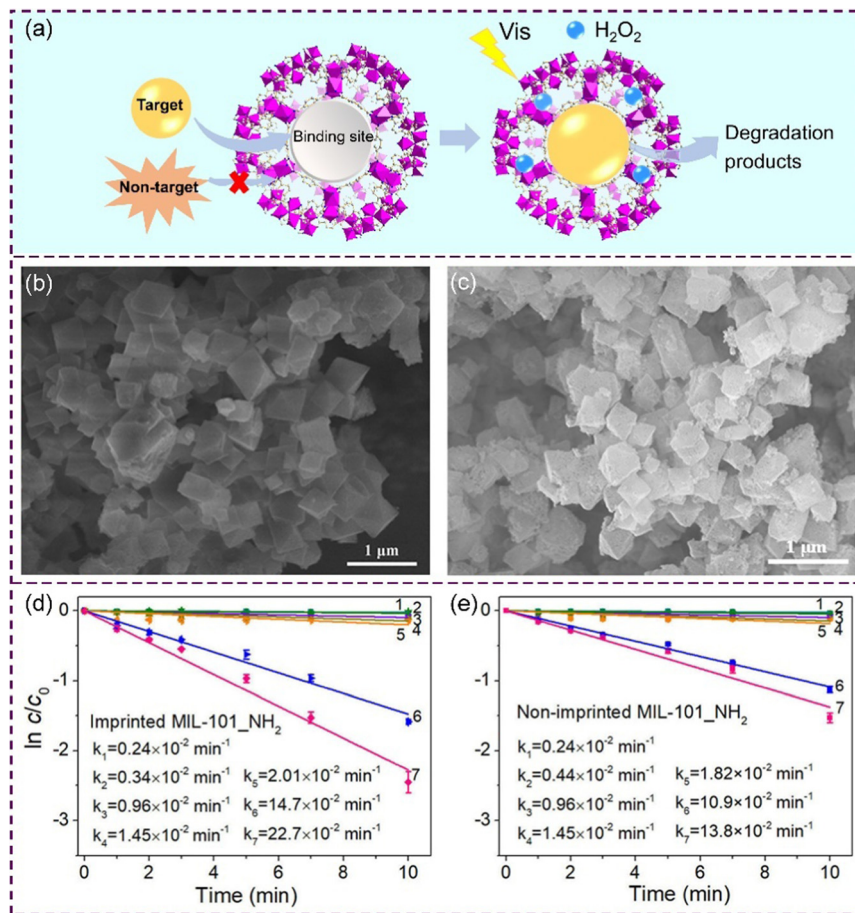 (a)
Vis
H₂O₂
Target
Binding site
Non-target
Degradation
products
(b)
1 μm
(c)
1 μm
(d)
0
-1
-2
-3
ln c/c₀
1
2
3
4
5
6
7
Imprinted MIL-101_NH₂
k₁=0.24×10⁻² min⁻¹
k₂=0.34×10⁻² min⁻¹
k₃=0.96×10⁻² min⁻¹
k₄=1.45×10⁻² min⁻¹
k₅=2.01×10⁻² min⁻¹
k₆=14.7×10⁻² min⁻¹
k₇=22.7×10⁻² min⁻¹
0 2 4 6 8 10
Time (min)
(e)
1
2
3
4
5
6
7
Non-imprinted MIL-101_NH₂
k₁=0.24×10⁻² min⁻¹
k₂=0.44×10⁻² min⁻¹
k₃=0.96×10⁻² min⁻¹
k₄=1.45×10⁻² min⁻¹
k₅=1.82×10⁻² min⁻¹
k₆=10.9×10⁻² min⁻¹
k₇=13.8×10⁻² min⁻¹
0 2 4 6 8 10
Time (min)